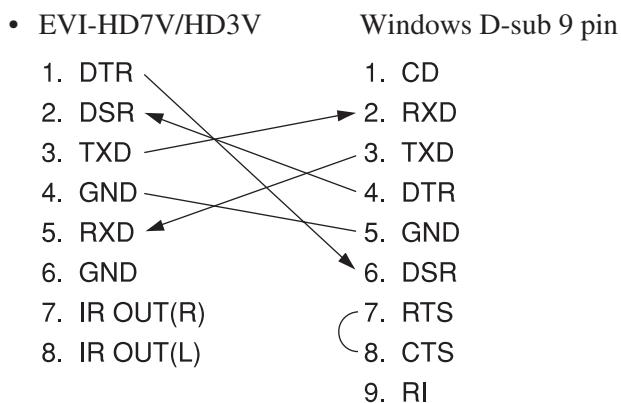 • EVI-HD7V/HD3V Windows D-sub 9 pin
1. DTR 1. CD
2. DSR 2. RXD
3. TXD 3. TXD
4. GND 4. DTR
5. RXD 5. GND
6. GND 6. DSR
7. IR OUT(R) 7. RTS
8. IR OUT(L) 8. CTS
9. RI